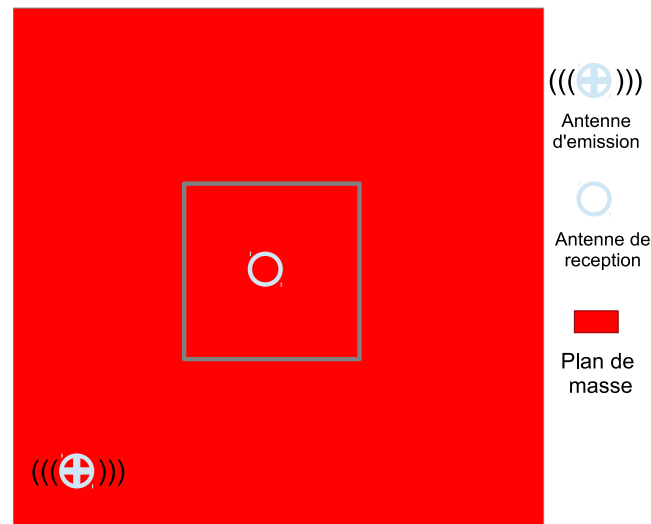 ((( )))
Antenne
d'emission
Antenne de
reception
Plan de
masse
((( )))